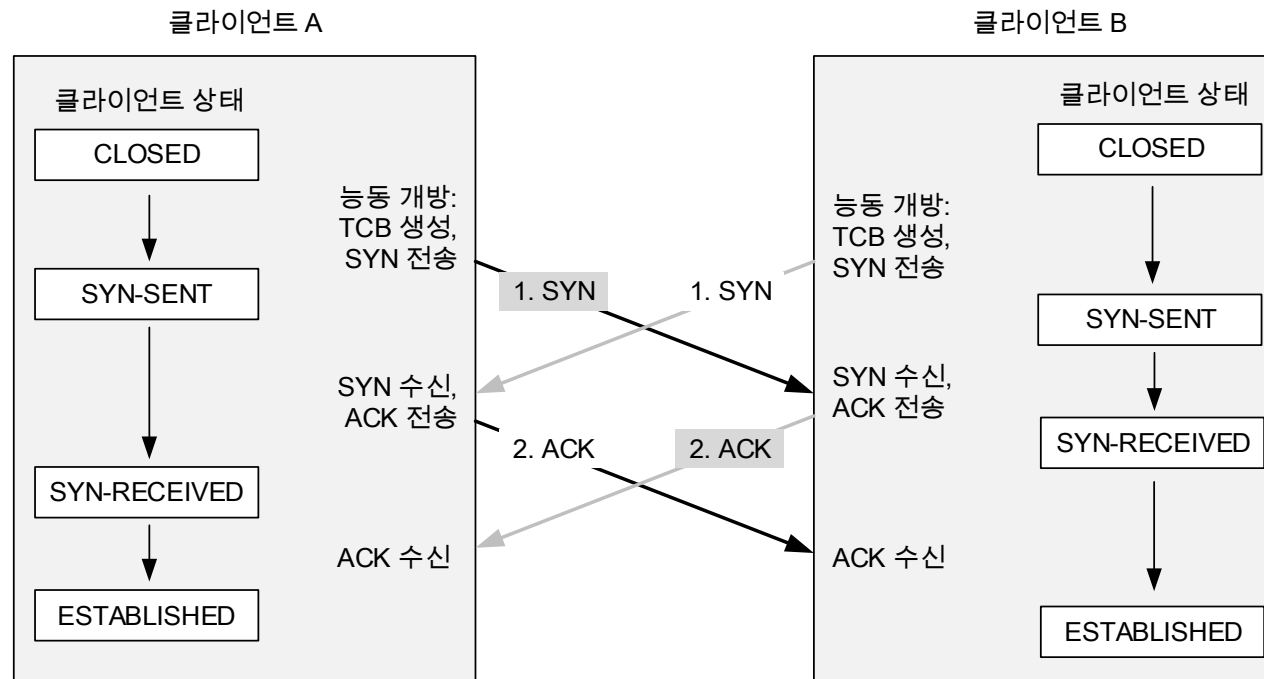 클라이언트 A
클라이언트 B
클라이언트 상태
CLOSED
SYN-SENT
SYN-RECEIVED
ESTABLISHED
능동 개방:
TCB 생성,
SYN 전송
SYN 수신,
ACK 전송
ACK 수신
1. SYN
1. SYN
2. ACK
2. ACK
능동 개방:
TCB 생성,
SYN 전송
SYN 수신,
ACK 전송
ACK 수신
클라이언트 상태
CLOSED
SYN-SENT
SYN-RECEIVED
ESTABLISHED